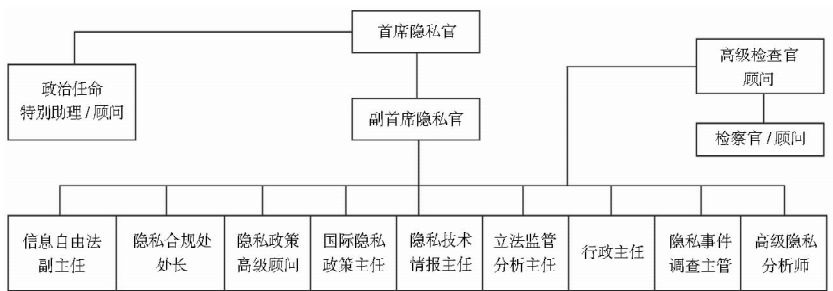 首席隐私官
高级检查官
顾问
政治任命
特别助理/顾问
副首席隐私官
检察官/顾问
信息自由法
副主任
隐私合规处
处长
隐私政策
高级顾问
国际隐私
政策主任
隐私技术
情报主任
立法监管
分析主任
行政主任
隐私事件
调查主管
高级隐私
分析师